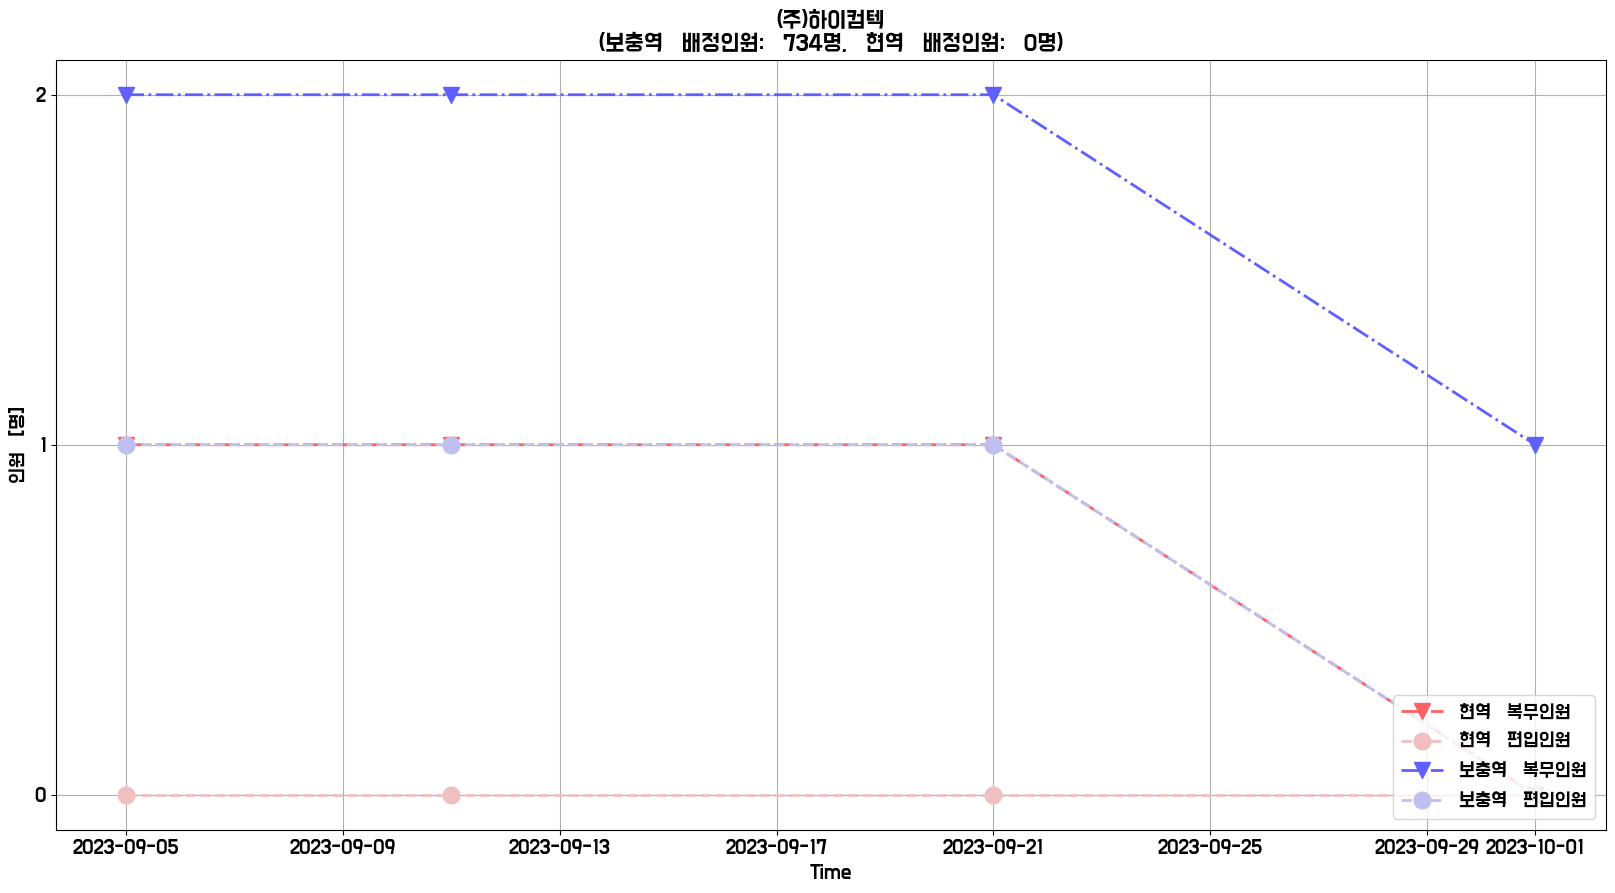 (주)하이컴텍
(보충역 배정인원: 734명, 현역 배정인원: 0명)
인원 [명]
2
1
0
현역 복무인원
현역 편입인원
보충역 복무인원
보충역 편입인원
2023-09-05 2023-09-09 2023-09-13 2023-09-17 2023-09-21 2023-09-25 2023-09-29 2023-10-01
Time